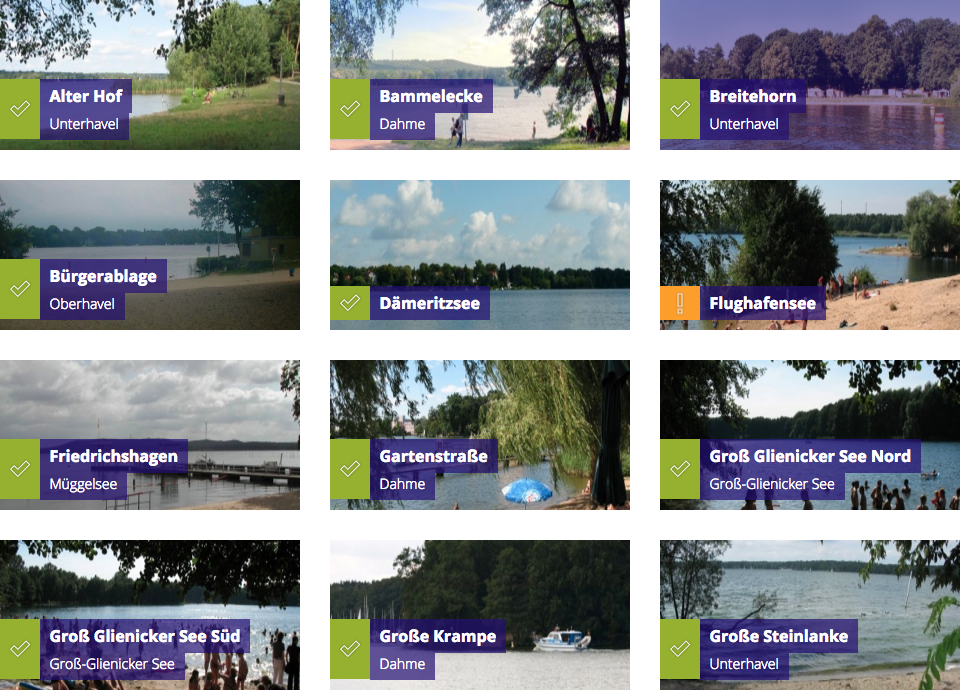 Alter Hof
Unterhavel
Bammelecke
Dahme
Breitehorn
Unterhavel
Bürgerablage
Oberhavel
Dämeritzsee
Flughafensee
Friedrichshagen
Müggelsee
Gartenstraße
Dahme
Groß Glienicker See Nord
Groß-Glienicker See
Groß Glienicker See Süd
Groß-Glienicker See
Große Krampe
Dahme
Große Steinlanke
Unterhavel